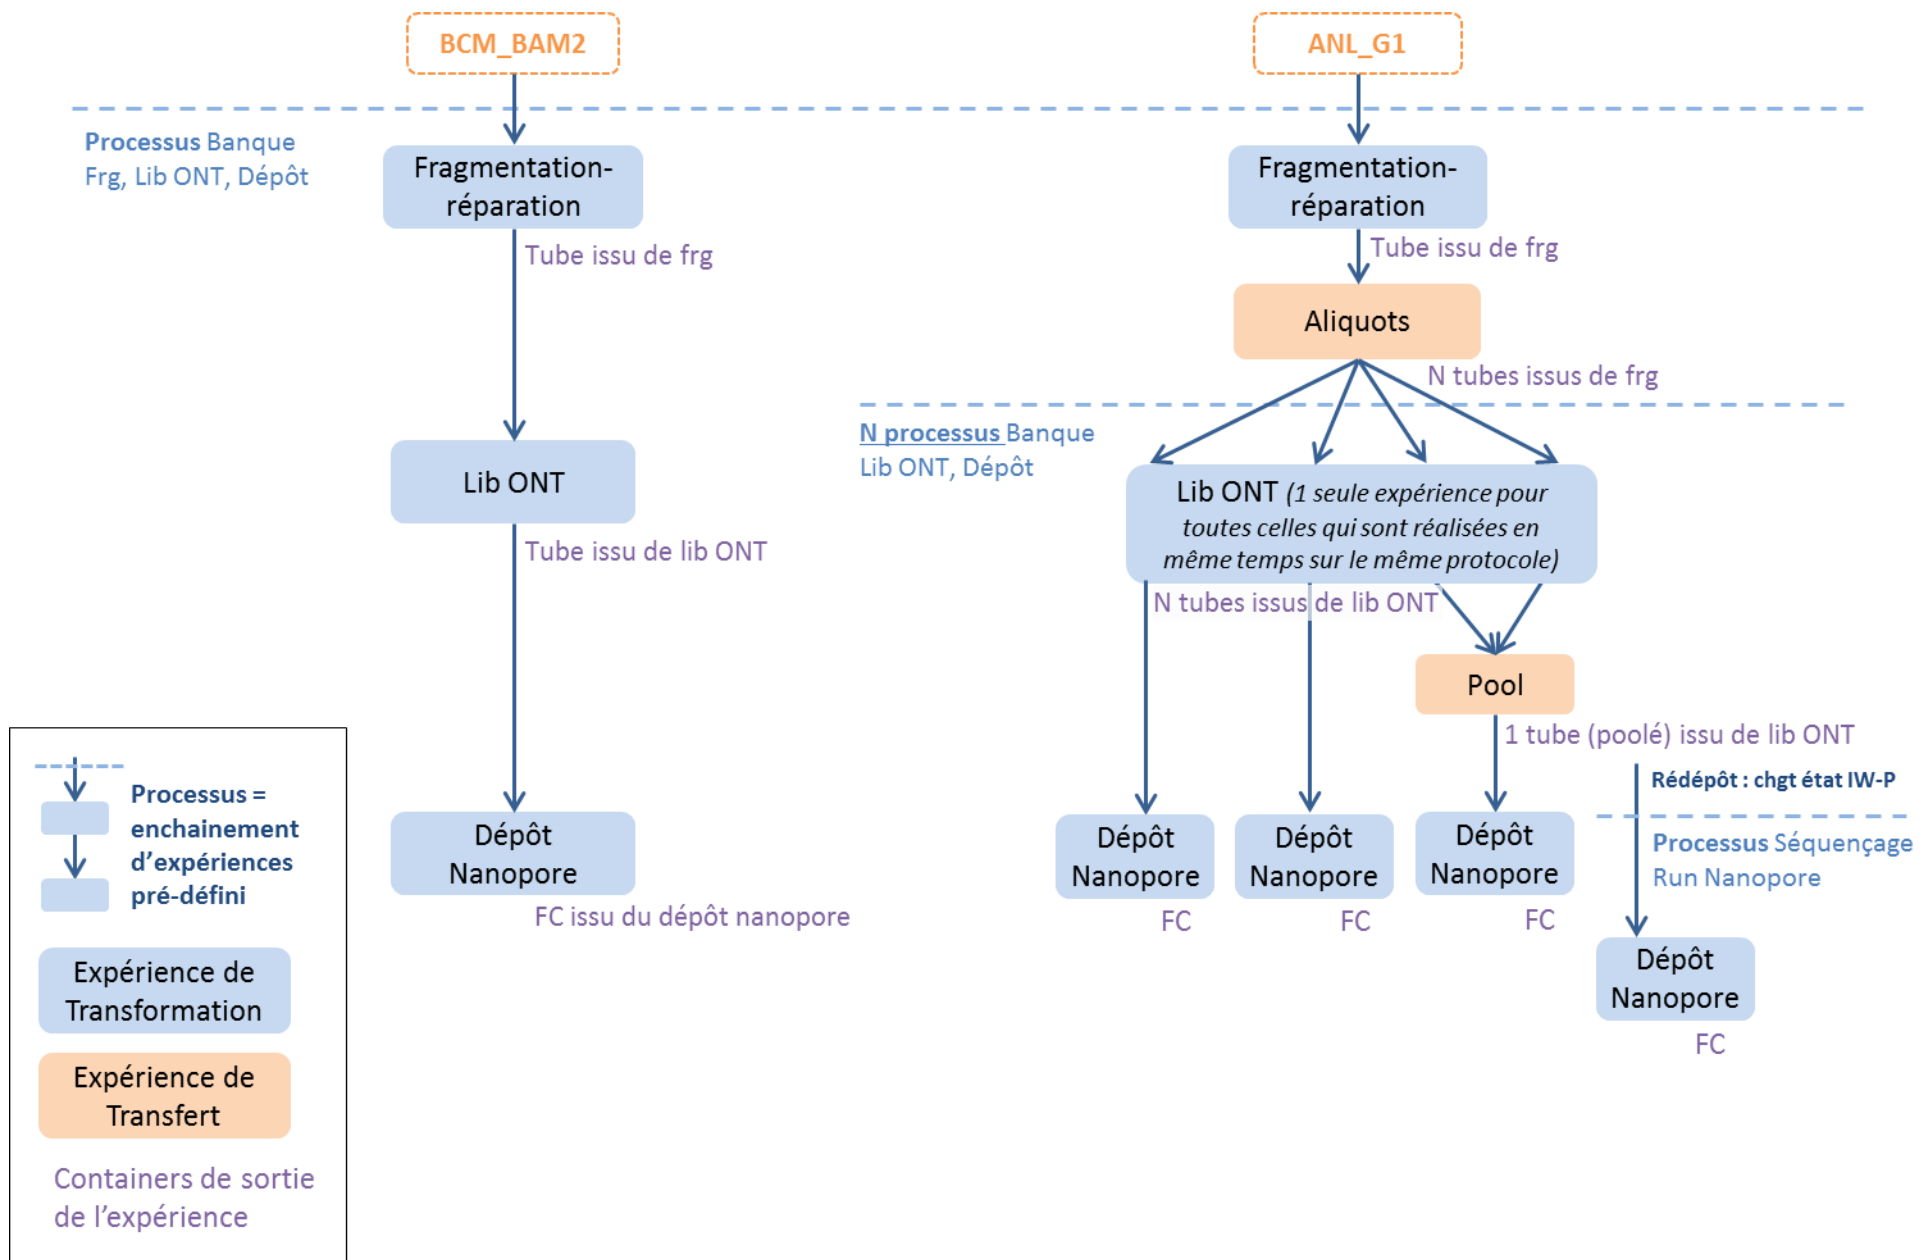 BCM_BAM2
ANL_G1
Processus Banque
Frg, Lib ONT, Dépôt
Fragmentation-
réparation
Tube issu de frg
Lib ONT
Tube issu de lib ONT
Dépôt
Nanopore
FC issu du dépôt nanopore
Fragmentation-
réparation
Tube issu de frg
Aliquots
N tubes issus de frg
N processus Banque
Lib ONT, Dépôt
Lib ONT (1 seule expérience pour
toutes celles qui sont réalisées en
même temps sur le même protocole)
N tubes issus de lib ONT
Pool
1 tube (poolé) issu de lib ONT
Rédépôt : chgt état IW-P
Processus Séquençage
Run Nanopore
Dépôt
Nanopore
FC
Dépôt
Nanopore
FC
Dépôt
Nanopore
FC
Dépôt
Nanopore
FC
Processus =
enchainement
d’expériences
pré-défini
Expérience de
Transformation
Expérience de
Transfert
Containers de sortie
de l’expérience